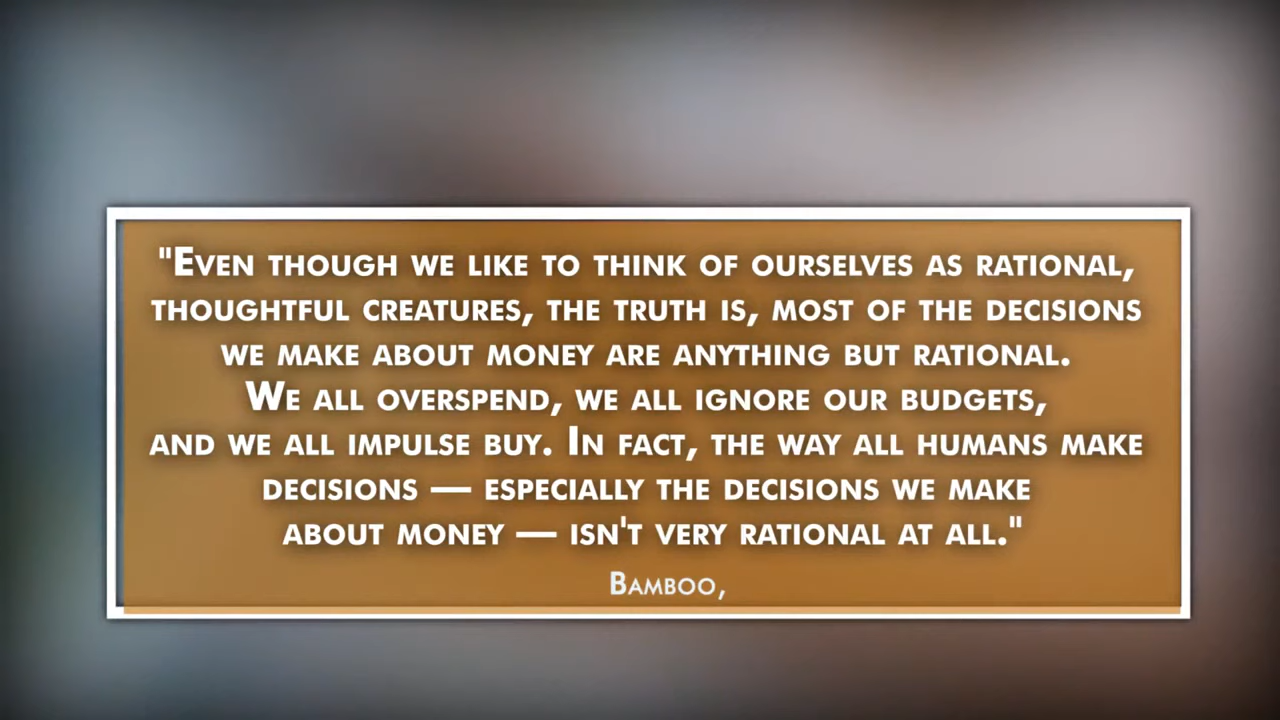 "Even though we like to think of ourselves as rational,
thoughtful creatures, the truth is, most of the decisions
we make about money are anything but rational.
We all overspend, we all ignore our budgets,
and we all impulse buy. In fact, the way all humans make
decisions — especially the decisions we make
about money — isn't very rational at all."
Bamboo,